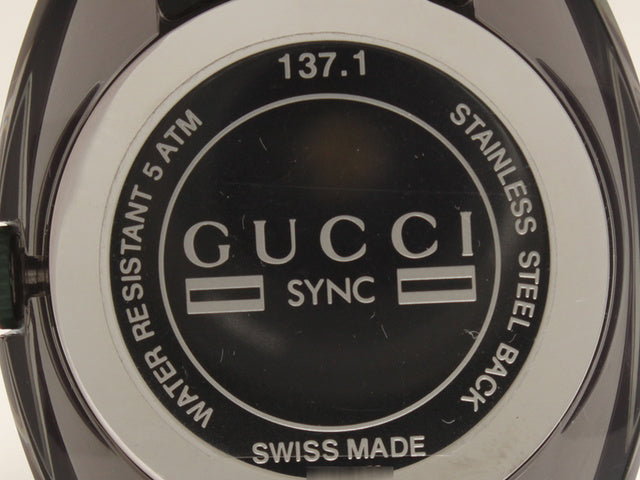 137.1
WATER RESISTANT 5 ATM
STAINLESS STEEL BACK
GUCCI
SYNC
SWISS MADE